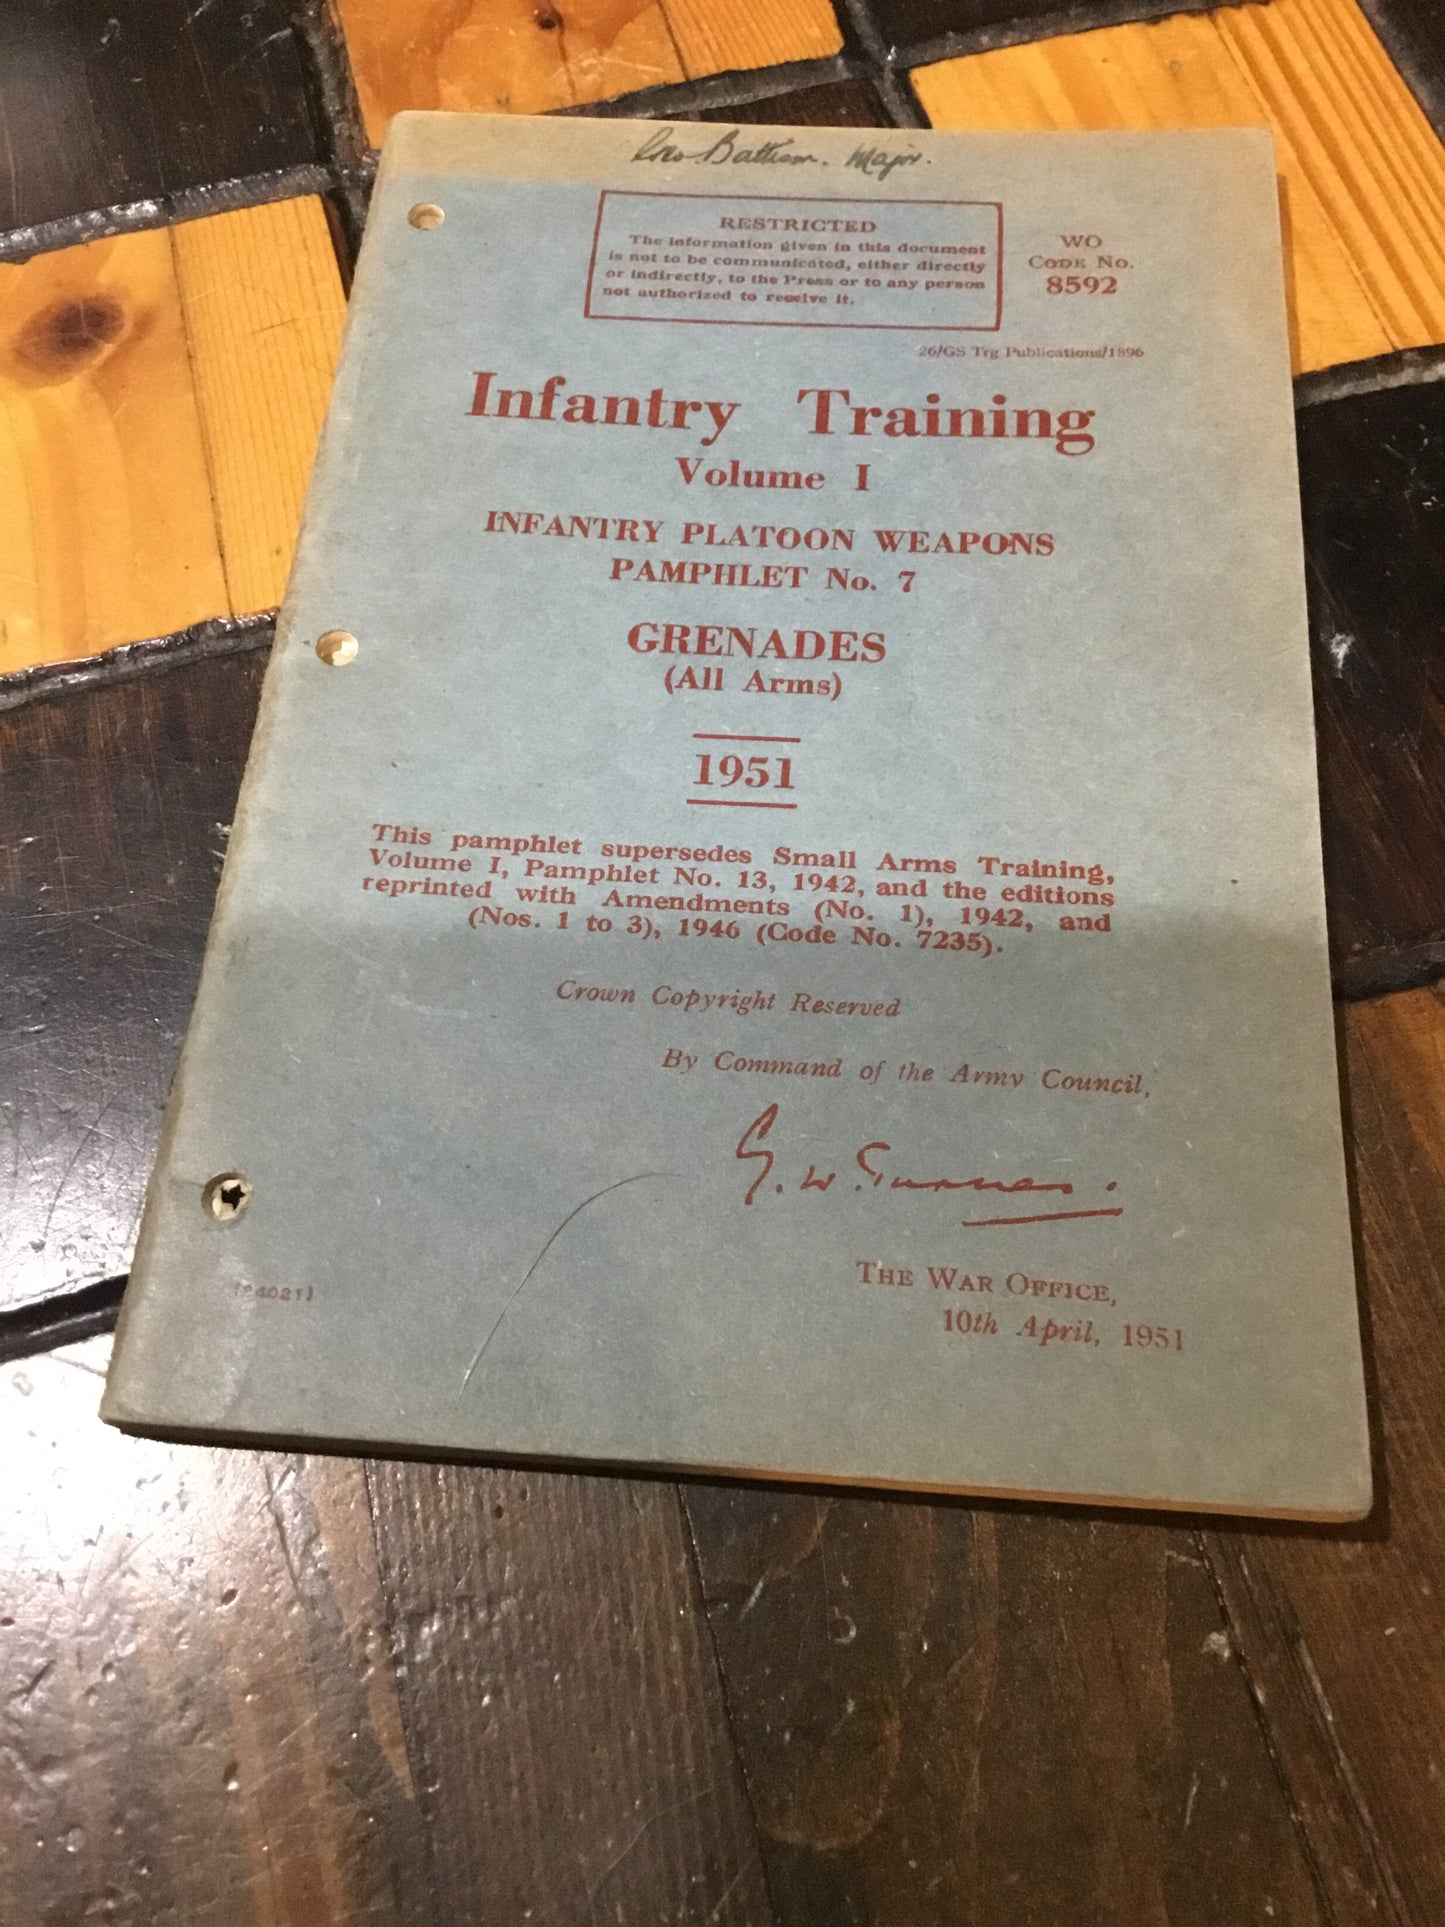 Battison. Major.
RESTRICTED
The information given in this document
is not to be communicated, either directly
or indirectly, to the Press or to any person
not authorized to receive it.
WO
CODE No.
8592
26/GS Trg Publications/1896
Infantry Training
Volume I
INFANTRY PLATOON WEAPONS
PAMPHLET No. 7
GRENADES
(All Arms)
1951
This pamphlet supersedes Small Arms Training,
Volume I, Pamphlet No. 13, 1942, and the editions
reprinted with Amendments (No. 1), 1942, and
(Nos. 1 to 3), 1946 (Code No. 7235).
Crown Copyright Reserved
By Command of the Army Council,
G. W. Turner.
THE WAR OFFICE,
10th April, 1951
(24021)